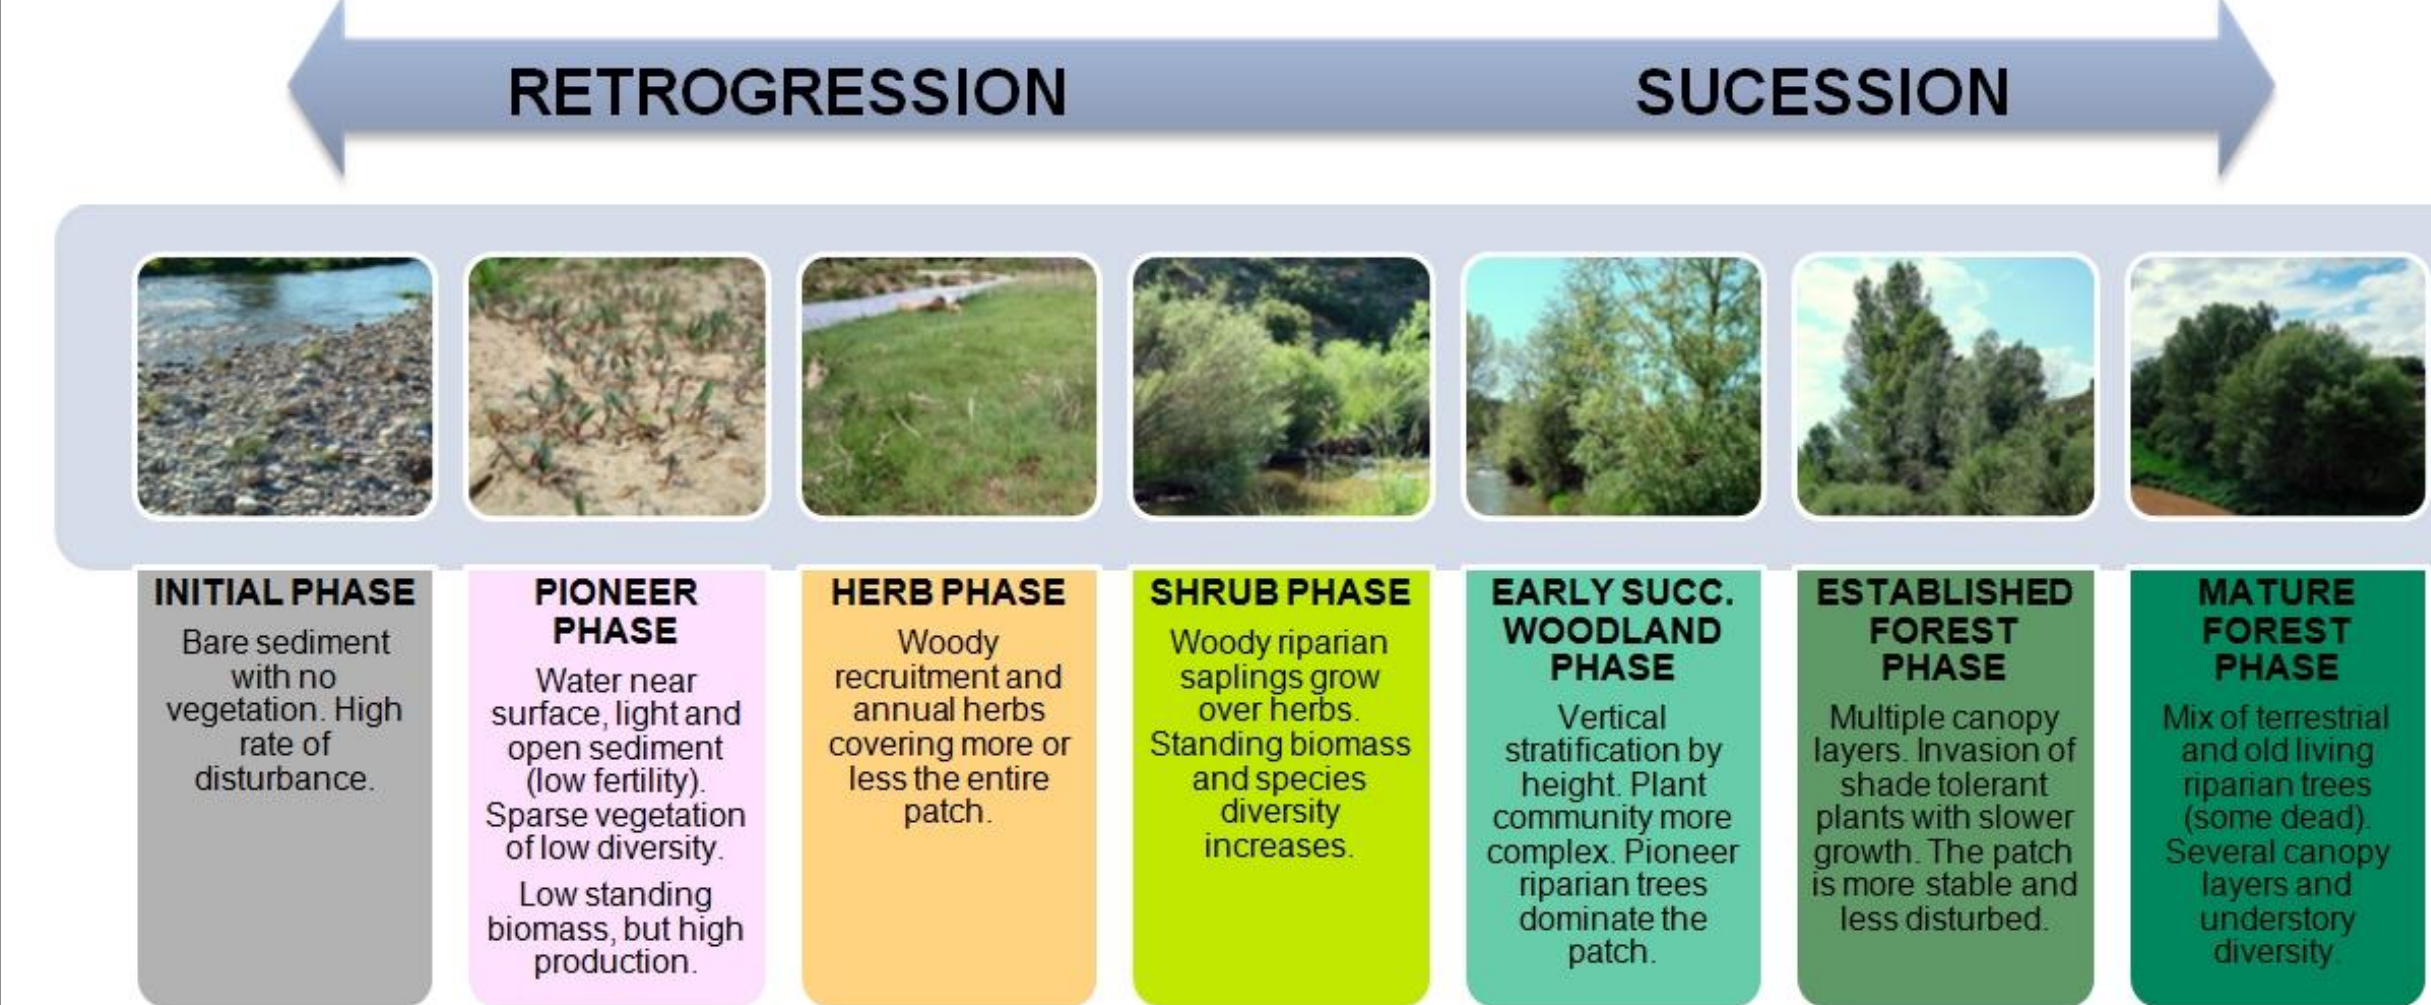 RETROGRESSION
SUCESSION
INITIAL PHASE
Bare sediment
with no
vegetation. High
rate of
disturbance.
PIONEER
PHASE
Water near
surface, light and
open sediment
(low fertility).
Sparse vegetation
of low diversity.
Low standing
biomass, but high
production.
HERB PHASE
Woody
recruitment and
annual herbs
covering more or
less the entire
patch.
SHRUB PHASE
Woody riparian
saplings grow
over herbs.
Standing biomass
and species
diversity
increases.
EARLY SUCC.
WOODLAND
PHASE
Vertical
stratification by
height. Plant
community more
complex. Pioneer
riparian trees
dominate the
patch.
ESTABLISHED
FOREST
PHASE
Multiple canopy
layers. Invasion of
shade tolerant
plants with slower
growth. The patch
is more stable and
less disturbed.
MATURE
FOREST
PHASE
Mix of terrestrial
and old living
riparian trees
(some dead).
Several canopy
layers and
understory
diversity.